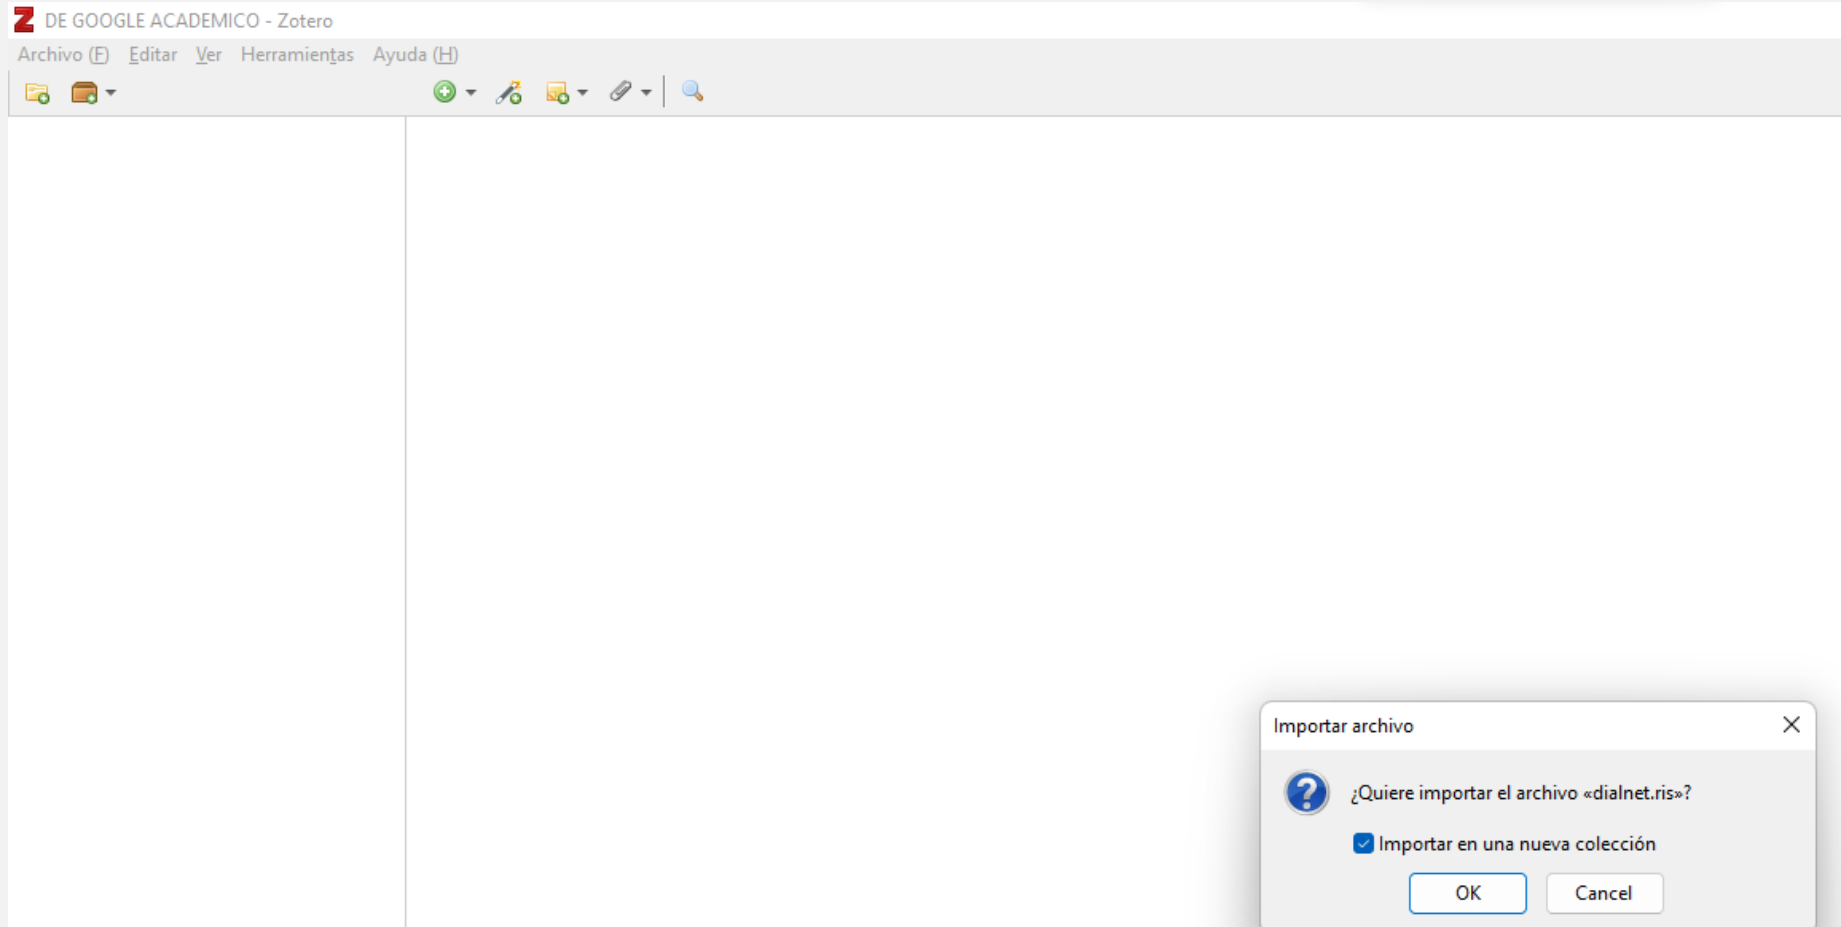 DE GOOGLE ACADEMICO - Zotero
Archivo (F) Editar Ver Herramientas Ayuda (H)
Importar archivo
¿Quiere importar el archivo «dialnet.ris»?
Importar en una nueva colección
OK Cancel